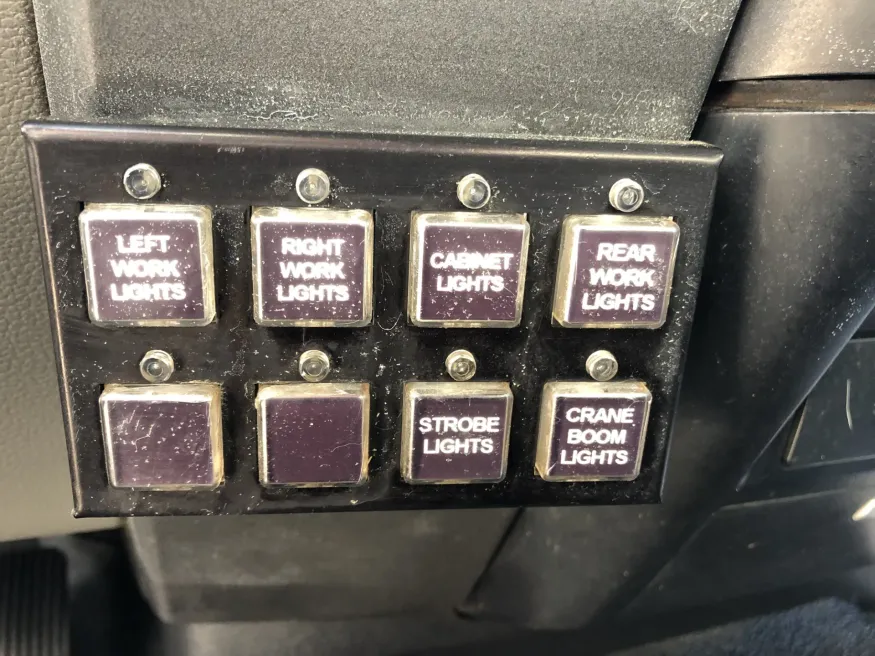 LEFT
WORK
LIGHTS
RIGHT
WORK
LIGHTS
CABINET
LIGHTS
REAR
WORK
LIGHTS
STROBE
LIGHTS
CRANE
BOOM
LIGHTS